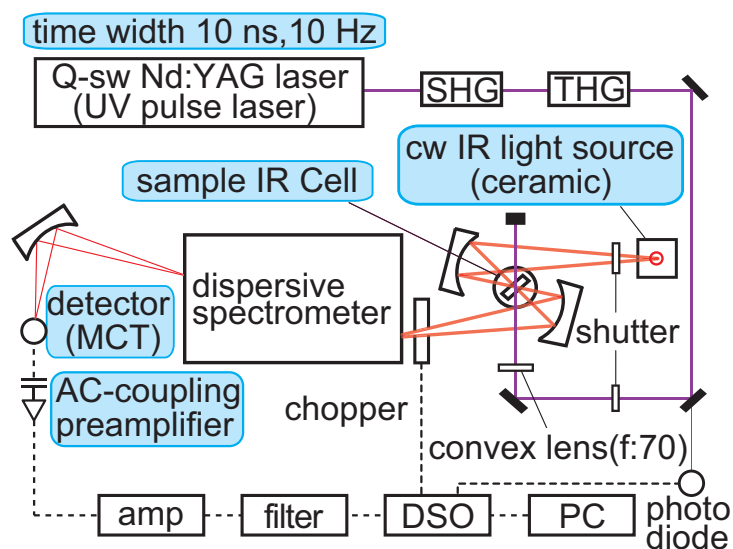 time width 10 ns,10 Hz
Q-sw Nd:YAG laser
(UV pulse laser)
SHG
THG
cw IR light source
(ceramic)
sample IR Cell
dispersive
spectrometer
detector
(MCT)
shutter
AC-coupling
preamplifier
chopper
convex lens(f:70)
amp
filter
DSO
PC
photo
diode